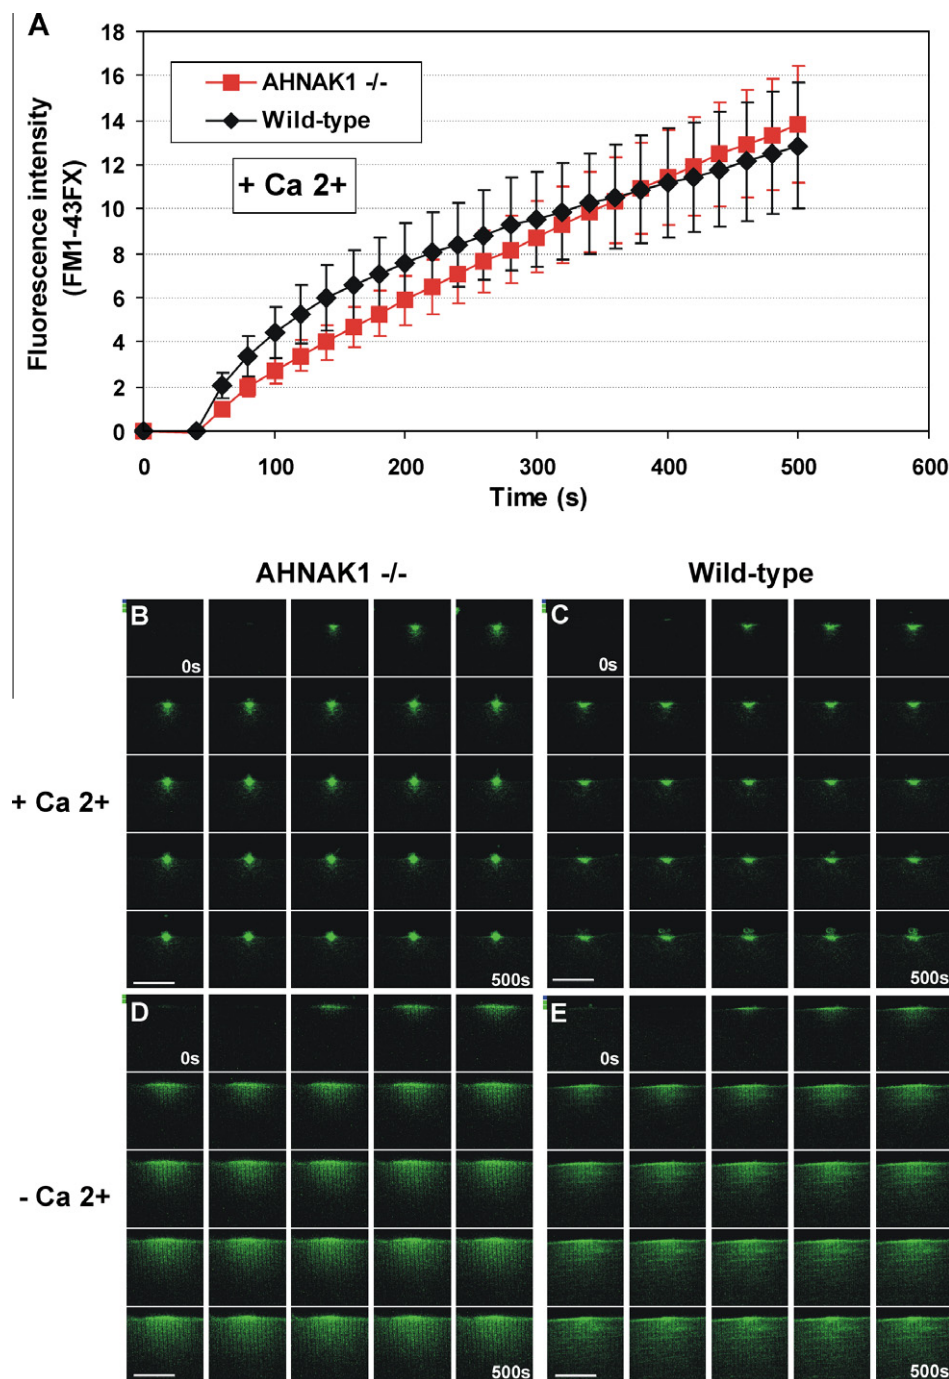 A
18
16
14
12
10
8
6
4
2
0
Fluorescence intensity
(FM1-43FX)
AHNAK1 -/-
Wild-type
+ Ca 2+
0 100 200 300 400 500 600
Time (s)
AHNAK1 -/- Wild-type
B C
0s 0s
+ Ca 2+
500s 500s
D E
0s 0s
- Ca 2+
500s 500s